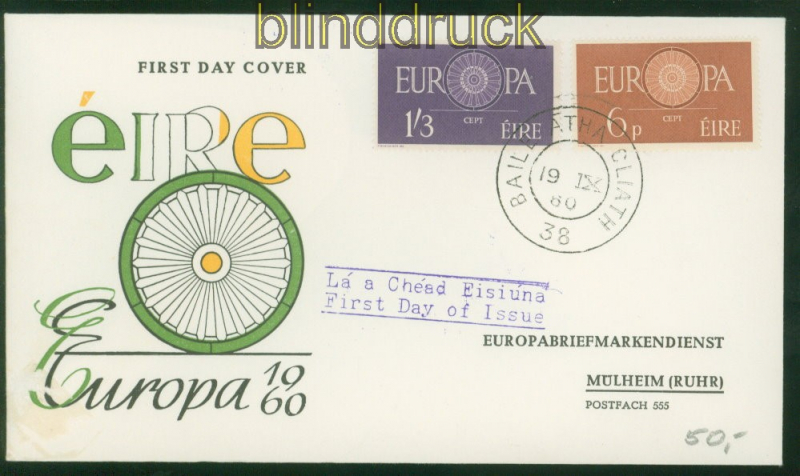 blinddruck
FIRST DAY COVER
éIRe
EUROPA
CEPT
1/3 ÉIRE
EUROPA
CEPT
6p ÉIRE
BAILE ÁTHA CLIATH
19 IX
60
38
Lá a Chéad Eisiúna
First Day of Issue
Europa 1960
EUROPABRIEFMARKENDIENST
MÜLHEIM (RUHR)
POSTFACH 555
50,-